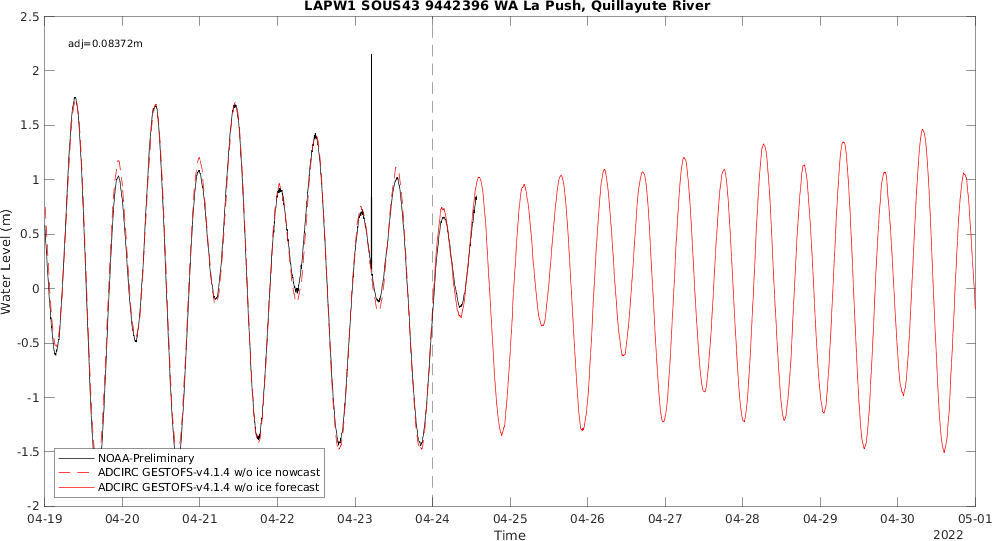 LAPW1 SOUS43 9442396 WA La Push, Quillayute River
adj=0.08372m
2.5
2
1.5
1
0.5
0
-0.5
-1
-1.5
-2
Water Level (m)
NOAA-Preliminary
ADCIRC GESTOFS-v4.1.4 w/o ice nowcast
ADCIRC GESTOFS-v4.1.4 w/o ice forecast
04-19 04-20 04-21 04-22 04-23 04-24 04-25 04-26 04-27 04-28 04-29 04-30 05-01
Time
2022